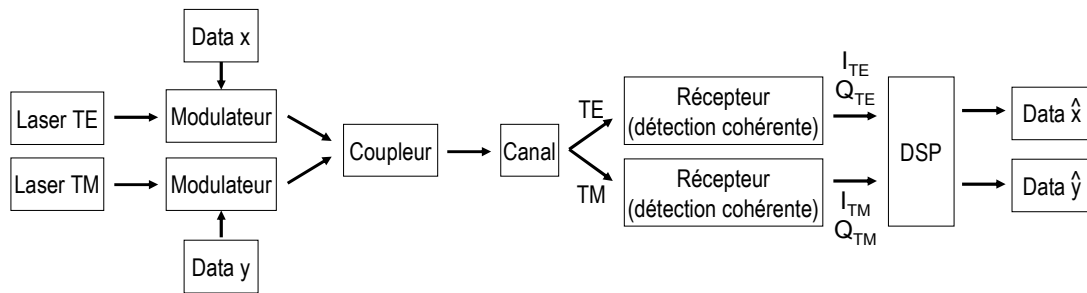 Data x
Laser TE
Modulateur
Laser TM
Modulateur
Data y
Coupleur
Canal
TE
TM
Récepteur
(détection cohérente)
Récepteur
(détection cohérente)
I_TE
Q_TE
I_TM
Q_TM
DSP
Data x̂
Data ŷ